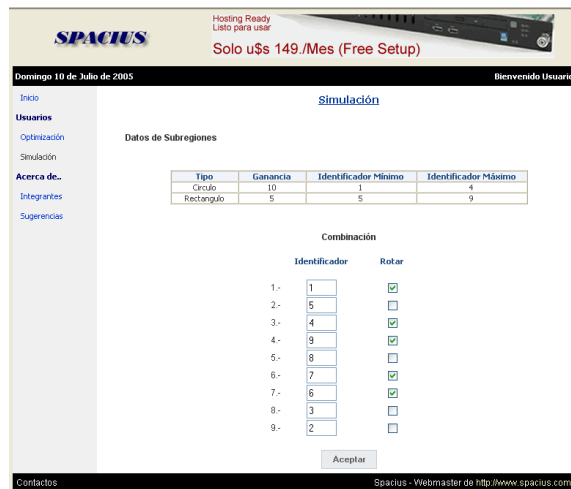 SPACIUS
Hosting Ready
Listo para usar
Solo u$s 149./Mes (Free Setup)
Domingo 10 de Julio de 2005
Bienvenido Usuario
Inicio
Usuarios
Optimización
Simulación
Acerca de..
Integrantes
Sugerencias
Simulación
Datos de Subregiones
Tipo Ganancia Identificador Mínimo Identificador Máximo
Circulo 10 1 4
Rectangulo 5 5 9
Combinación
Identificador Rotar
1.- 1
2.- 5
3.- 4
4.- 9
5.- 8
6.- 7
7.- 6
8.- 3
9.- 2
Aceptar
Contactos
Spacius - Webmaster de http://www.spacius.com